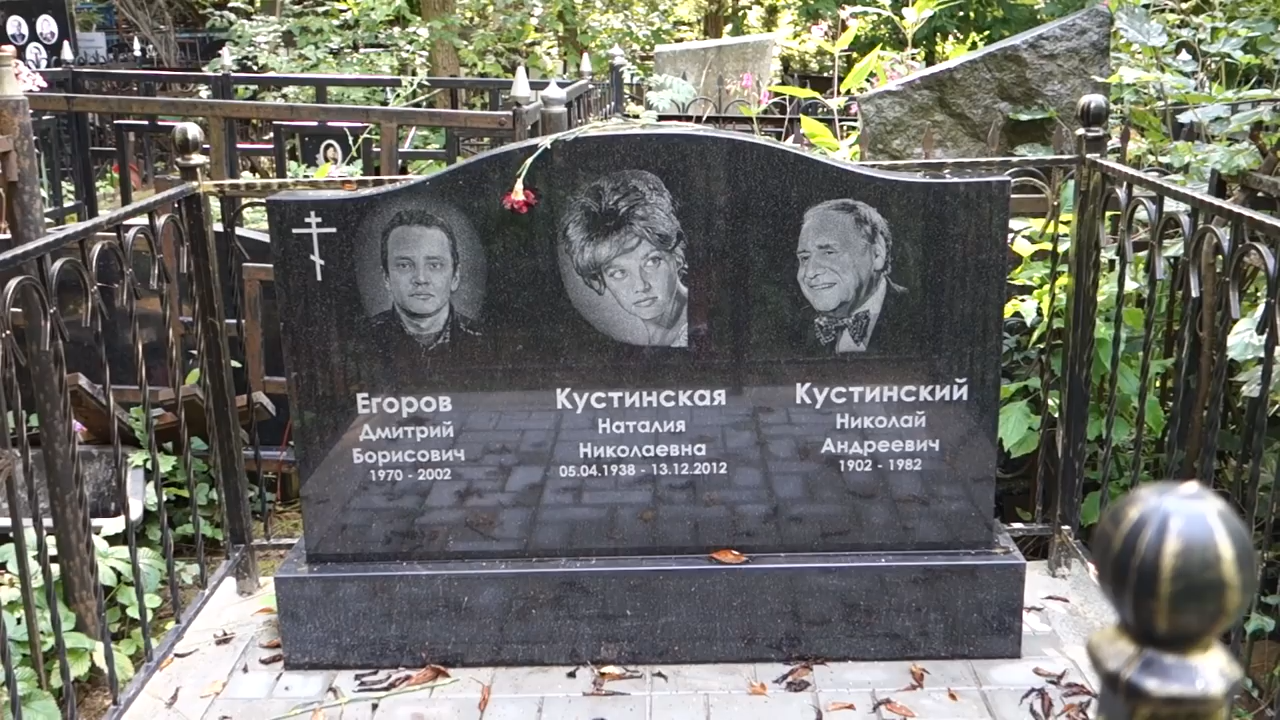 Егоров
Дмитрий
Борисович
1970 - 2002
Кустинская
Наталия
Николаевна
05.04.1938 - 13.12.2012
Кустинский
Николай
Андреевич
1902 - 1982